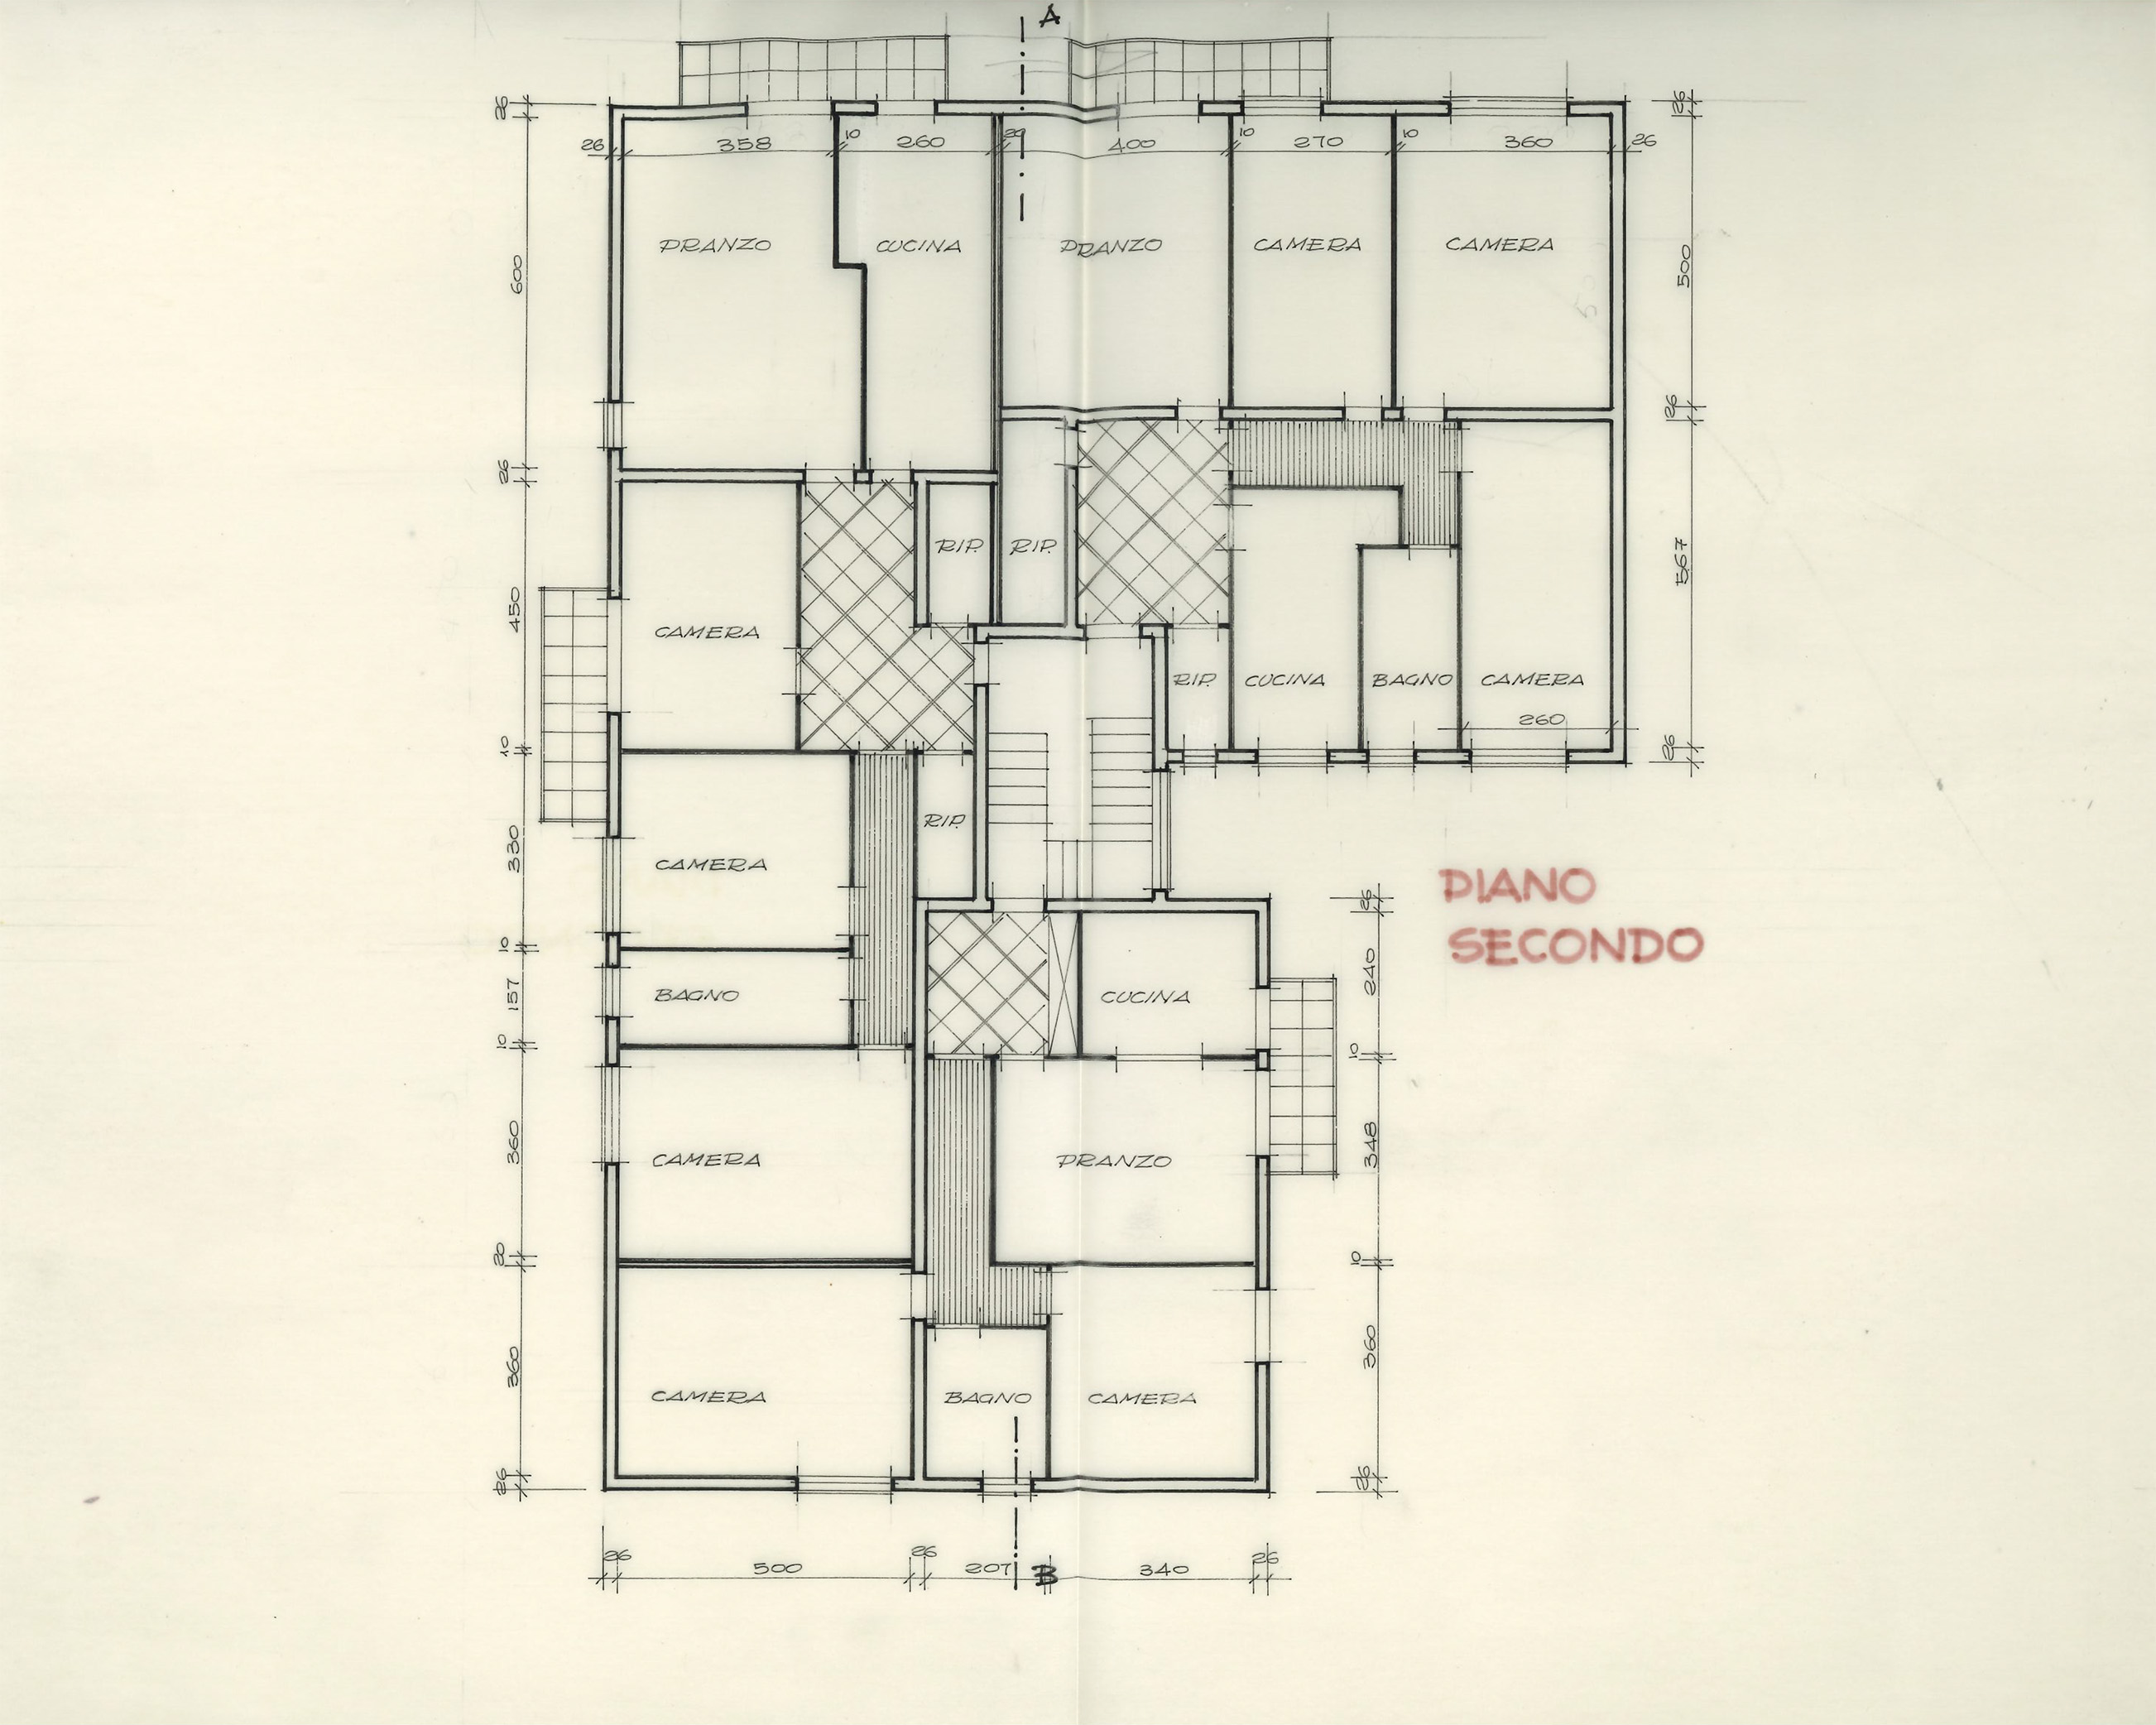 A
26
26
26 358 10 260 20 400 10 270 10 360 26
PRANZO CUCINA PRANZO CAMERA CAMERA
600
500
26
26
RIP. RIP.
450
567
CAMERA
RIP. CUCINA BAGNO CAMERA
260
10
26
RIP.
CAMERA
330
PIANO
SECONDO
26
10
240
157
BAGNO
CUCINA
10
10
360
348
CAMERA
PRANZO
20
10
360
360
CAMERA BAGNO CAMERA
26
26
26 500 26 207 B 340 26